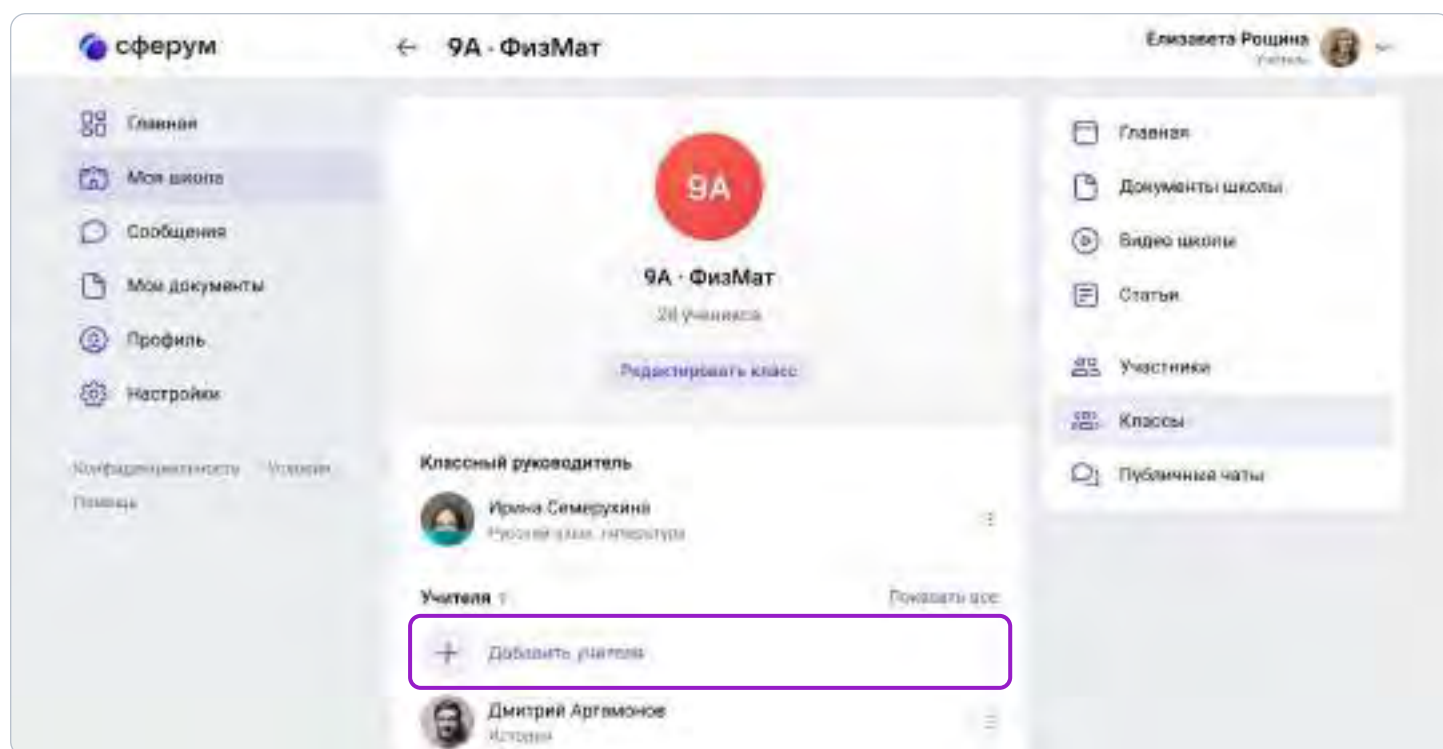 сферум
← 9А · ФизМат
Елизавета Рощина
Учитель
Главная
Моя школа
Сообщения
Мои документы
Профиль
Настройки
Конфиденциальность Условия
Помощь
9А
9А · ФизМат
учеников
Редактировать класс
Классный руководитель
Ирина Семерухина
Русский язык, литература
Учителя
Показать все
+ Добавить учителя
Дмитрий Артамонов
История
Главная
Документы школы
Видео школы
Статьи
Участники
Классы
Публичные чаты